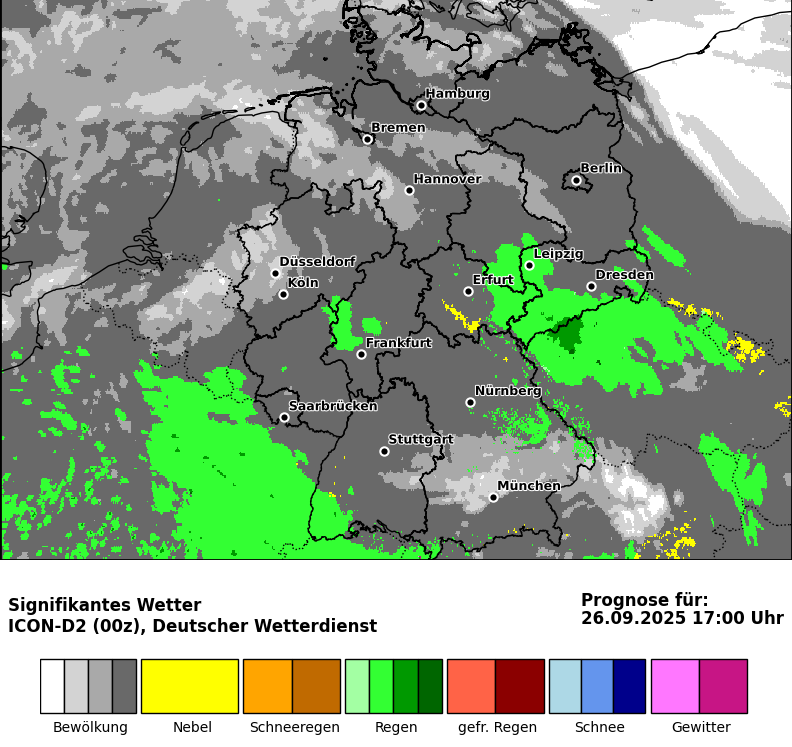 Hamburg
Bremen
Berlin
Hannover
Leipzig
Düsseldorf
Dresden
Köln
Erfurt
Frankfurt
Nürnberg
Saarbrücken
Stuttgart
München
Signifikantes Wetter
ICON-D2 (00z), Deutscher Wetterdienst
Prognose für:
26.09.2025 17:00 Uhr
Bewölkung Nebel Schneeregen Regen gefr. Regen Schnee Gewitter